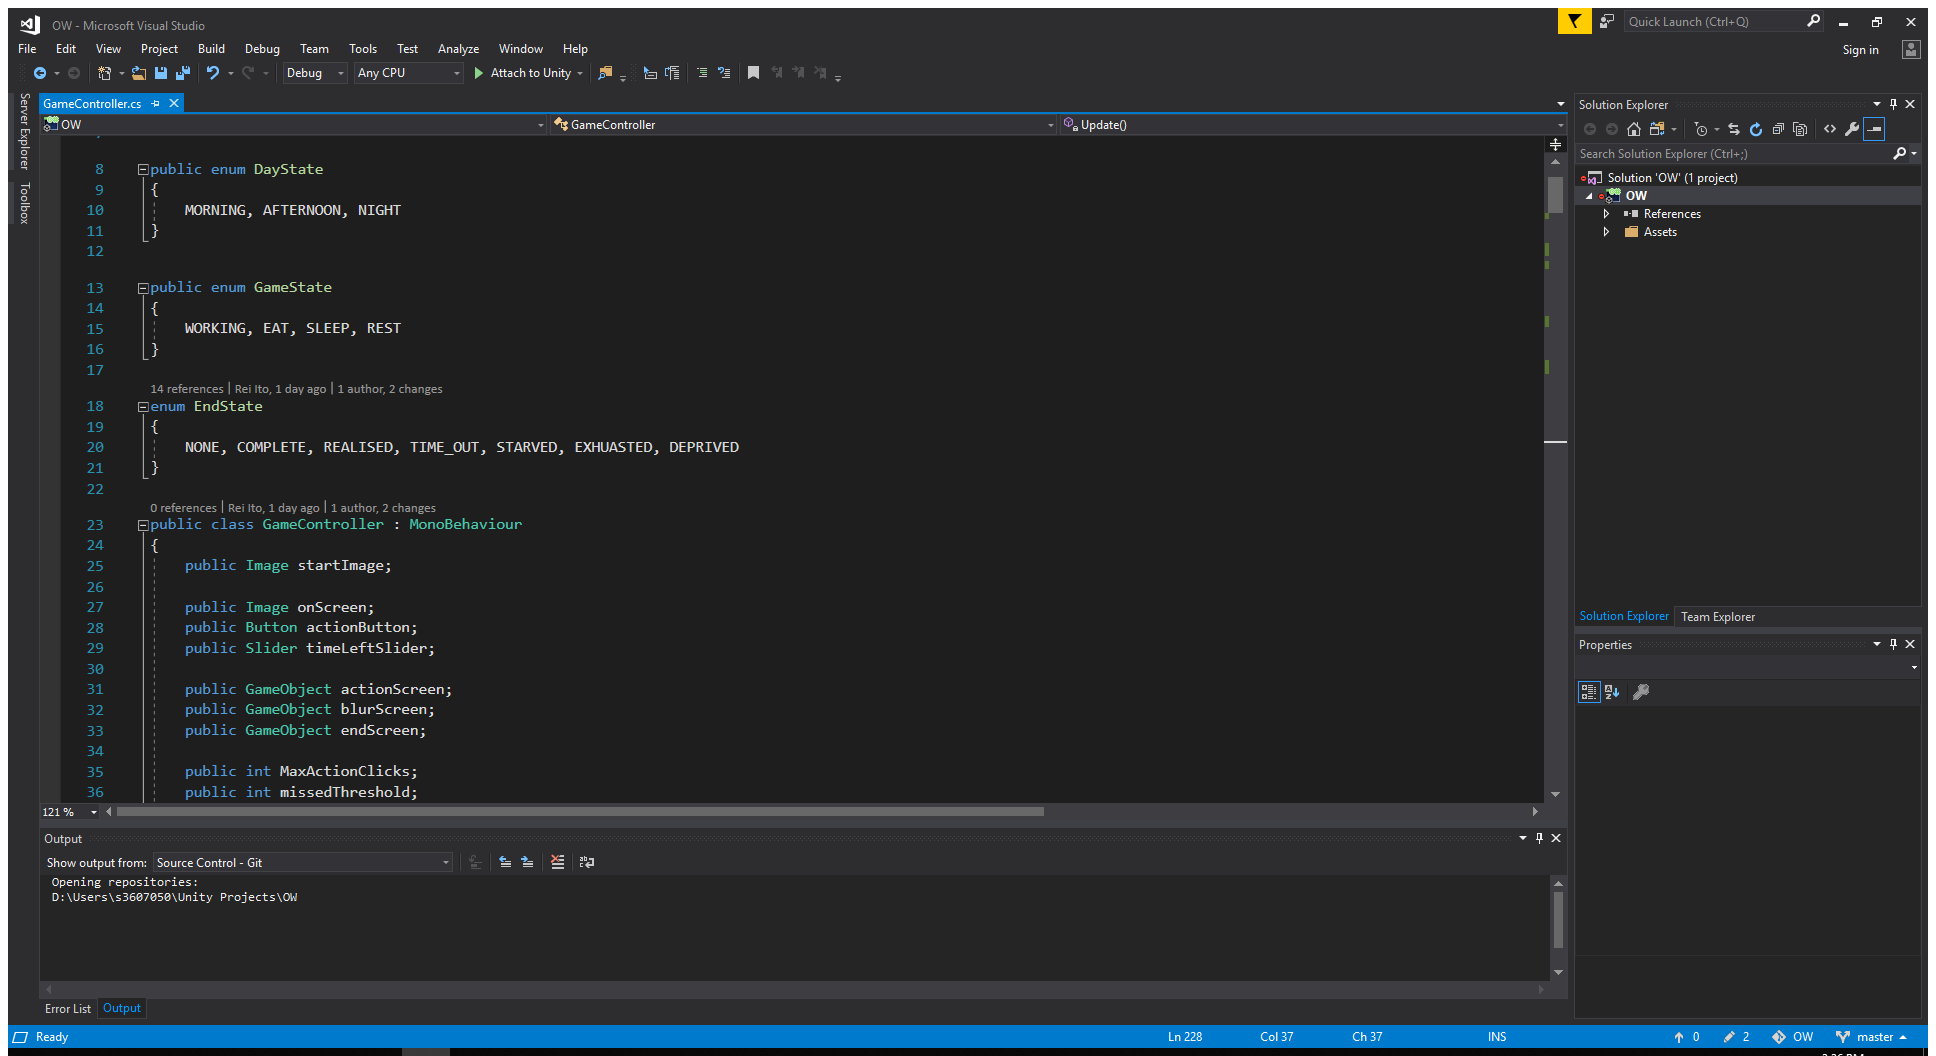 OW - Microsoft Visual Studio
Quick Launch (Ctrl+Q)
File Edit View Project Build Debug Team Tools Test Analyze Window Help
Sign in
Debug Any CPU Attach to Unity
Server Explorer
Toolbox
GameController.cs
OW GameController Update()
8 public enum DayState
9 {
10 MORNING, AFTERNOON, NIGHT
11 }
12
13 public enum GameState
14 {
15 WORKING, EAT, SLEEP, REST
16 }
17
14 references | Rei Ito, 1 day ago | 1 author, 2 changes
18 enum EndState
19 {
20 NONE, COMPLETE, REALISED, TIME_OUT, STARVED, EXHUASTED, DEPRIVED
21 }
22
0 references | Rei Ito, 1 day ago | 1 author, 2 changes
23 public class GameController : MonoBehaviour
24 {
25 public Image startImage;
26
27 public Image onScreen;
28 public Button actionButton;
29 public Slider timeLeftSlider;
30
31 public GameObject actionScreen;
32 public GameObject blurScreen;
33 public GameObject endScreen;
34
35 public int MaxActionClicks;
36 public int missedThreshold;
121 %
Output
Show output from: Source Control - Git
Opening repositories:
D:\Users\s3607050\Unity Projects\OW
Error List Output
Solution Explorer
Search Solution Explorer (Ctrl+;)
Solution 'OW' (1 project)
OW
References
Assets
Solution Explorer Team Explorer
Properties
Ready Ln 228 Col 37 Ch 37 INS 0 2 OW master